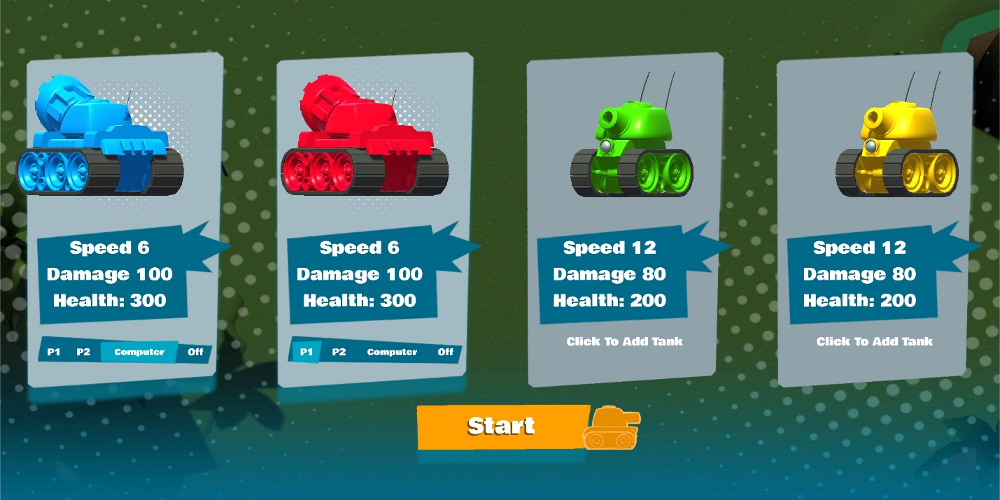 Speed 6
Damage 100
Health: 300
P1 P2 Computer Off
Speed 6
Damage 100
Health: 300
P1 P2 Computer Off
Speed 12
Damage 80
Health: 200
Click To Add Tank
Speed 12
Damage 80
Health: 200
Click To Add Tank
Start